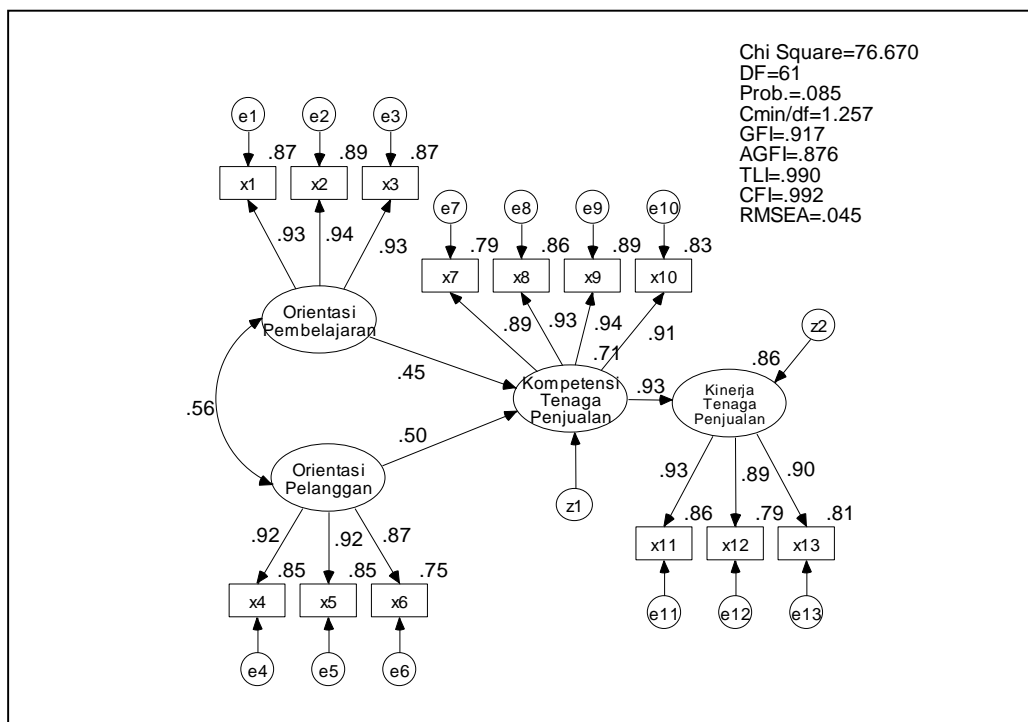 Chi Square=76.670
DF=61
Prob.=.085
Cmin/df=1.257
GFI=.917
AGFI=.876
TLI=.990
CFI=.992
RMSEA=.045
e1
e2
e3
.87
.89
.87
x1
x2
x3
.93
.94
.93
Orientasi
Pembelajaran
e7
e8
e9
e10
.79
.86
.89
.83
x7
x8
x9
x10
.89
.93
.94
.91
.71
Kompetensi
Tenaga
Penjualan
.45
.50
.56
z1
.93
z2
.86
Kinerja
Tenaga
Penjualan
Orientasi
Pelanggan
.92
.92
.87
.85
.85
.75
x4
x5
x6
e4
e5
e6
.93
.89
.90
.86
.79
.81
x11
x12
x13
e11
e12
e13